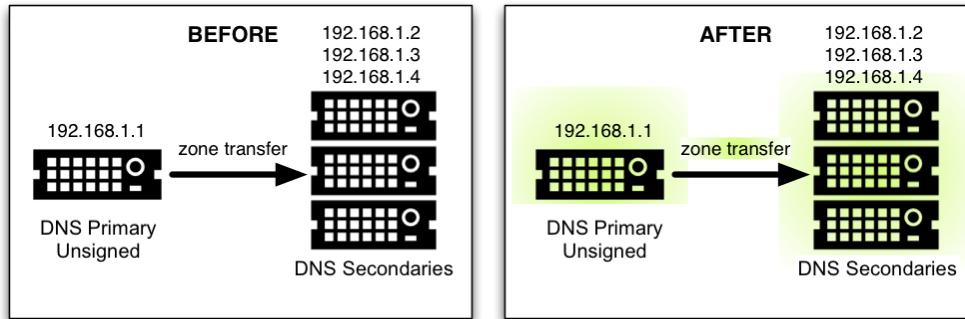 BEFORE
192.168.1.2
192.168.1.3
192.168.1.4
192.168.1.1
zone transfer
DNS Primary
Unsigned
DNS Secondaries
AFTER
192.168.1.2
192.168.1.3
192.168.1.4
192.168.1.1
zone transfer
DNS Primary
Unsigned
DNS Secondaries